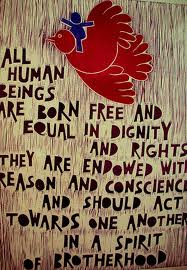 ALL
HUMAN
BEINGS
ARE BORN FREE AND
EQUAL IN DIGNITY
AND RIGHTS
THEY ARE ENDOWED WITH
REASON AND CONSCIENCE
AND SHOULD ACT
TOWARDS ONE ANOTHER
IN A SPIRIT
OF BROTHERHOOD